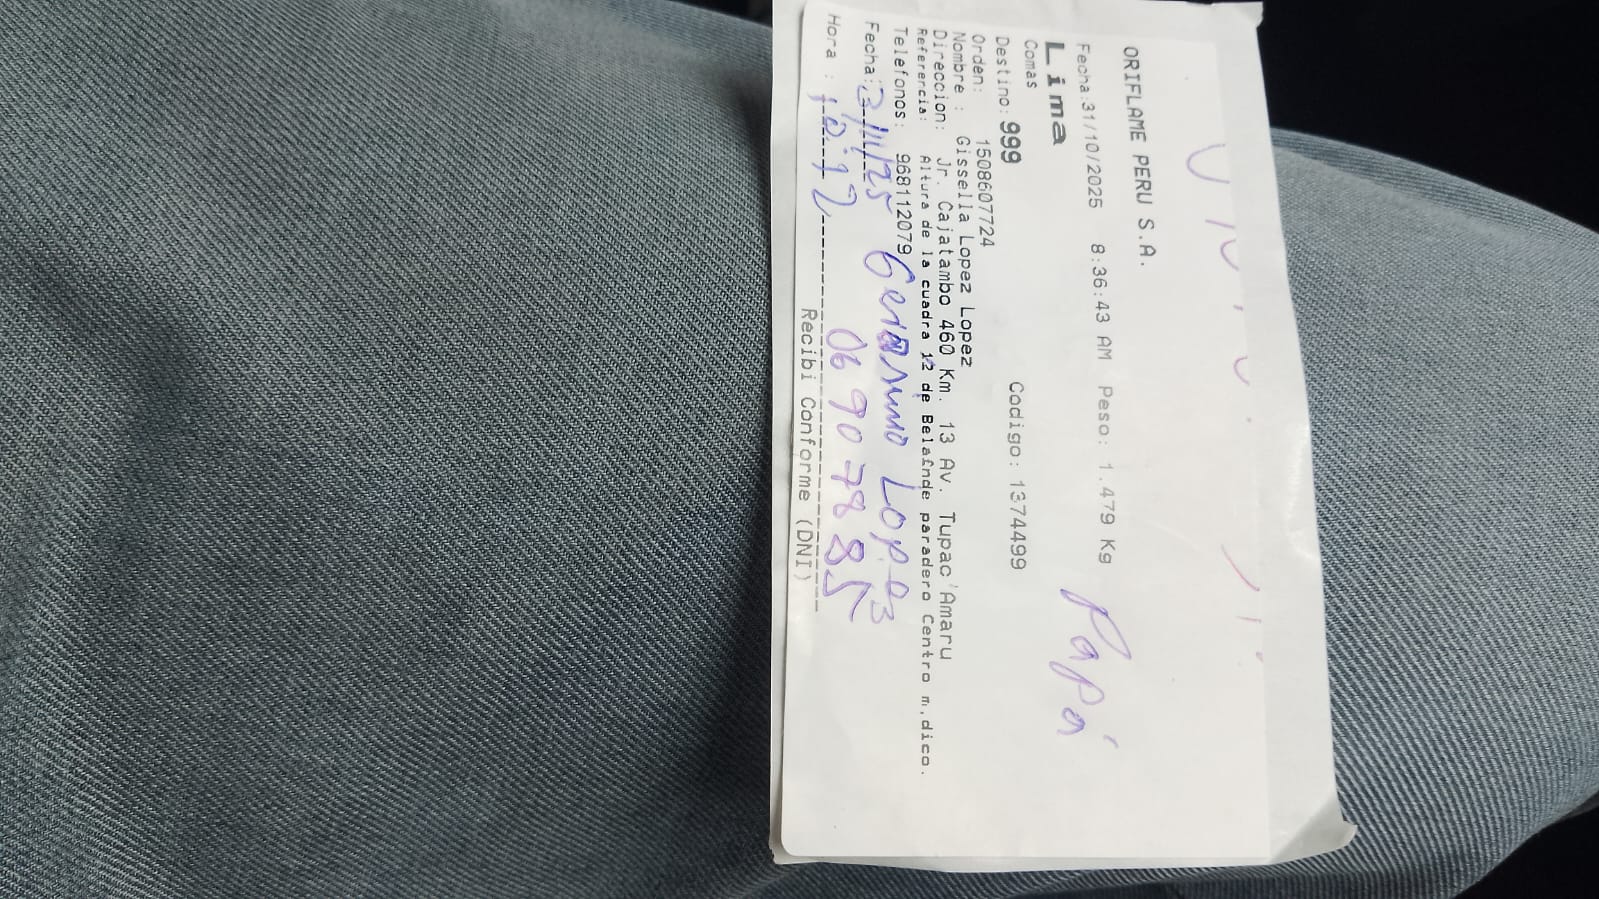 ORIFLAME PERU S.A.
Fecha:31/10/2025 8:36:43 AM Peso: 1.479 Kg
Papá
Lima
Comas
Destino: 999 Codigo: 1374499
Orden: 1508607724
Nombre : Gissella Lopez Lopez
Direccion: Jr. Cajatambo 460 Km. 13 Av. Tupac'Amaru
Referencia: Altura de la cuadra 12 de Belaánde paradero Centro m,dico.
Telefonos: 968112079
Fecha: 3/11/25 Geronimo Lopez
Hora : 10:12 06907885
Recibi Conforme (DNI)